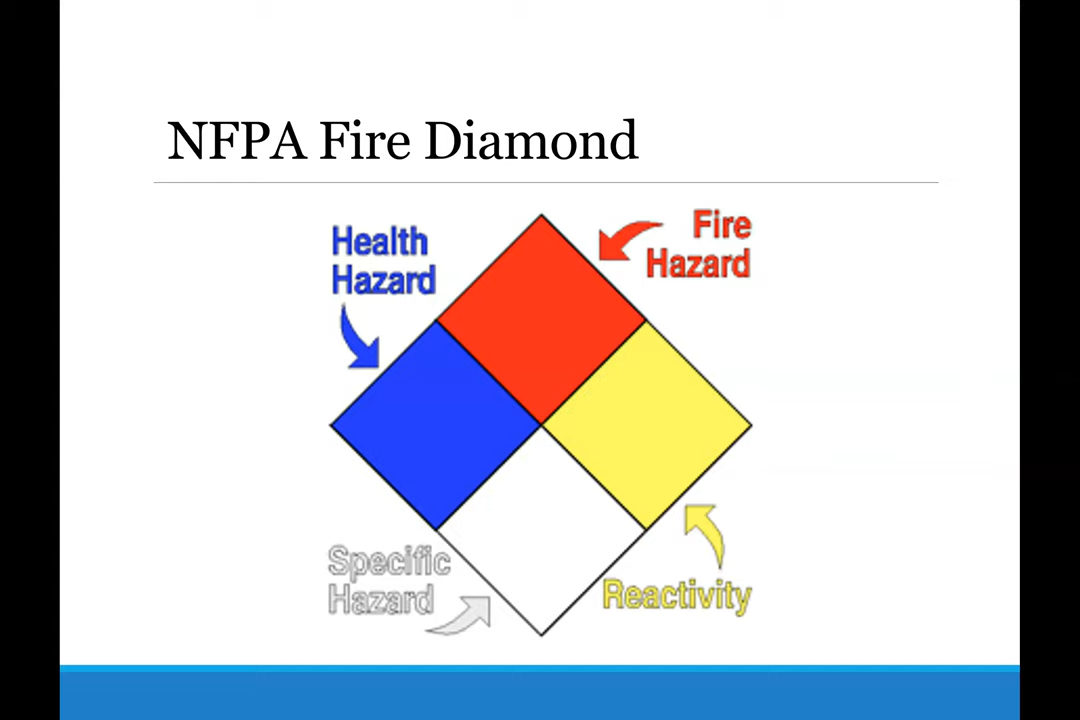 NFPA Fire Diamond
Health
Hazard
Fire
Hazard
Specific
Hazard
Reactivity